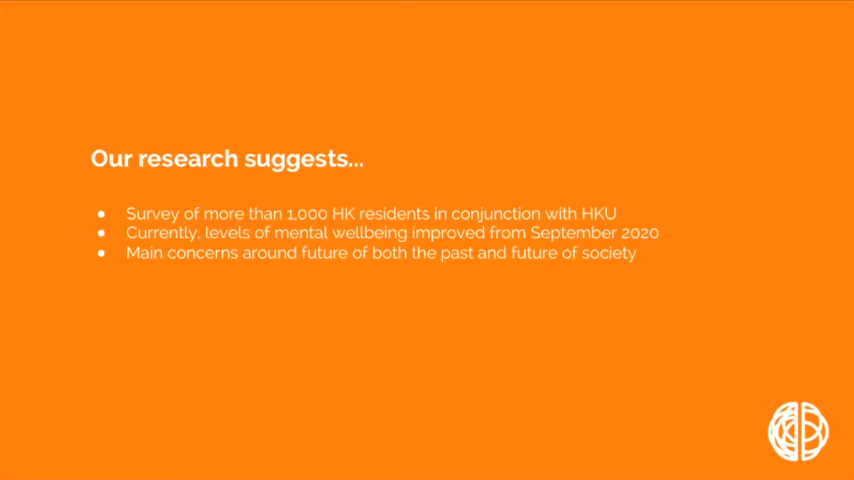 Our research suggests...
● Survey of more than 1,000 HK residents in conjunction with HKU
● Currently, levels of mental wellbeing improved from September 2020
● Main concerns around future of both the past and future of society